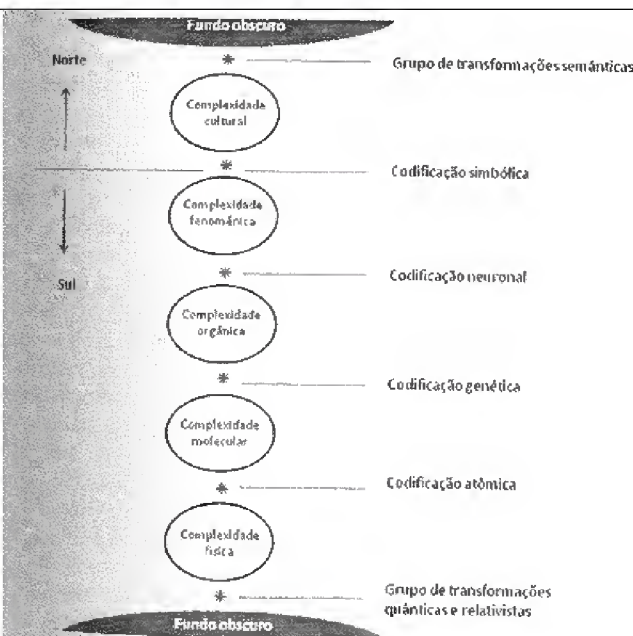 Fundo obscuro
Norte
Grupo de transformações semânticas
Complexidade
cultural
Codificação simbólica
Complexidade
fenomênica
Sul
Codificação neuronal
Complexidade
orgânica
Codificação genética
Complexidade
molecular
Codificação atômica
Complexidade
física
Grupo de transformações
quânticas e relativistas
Fundo obscuro